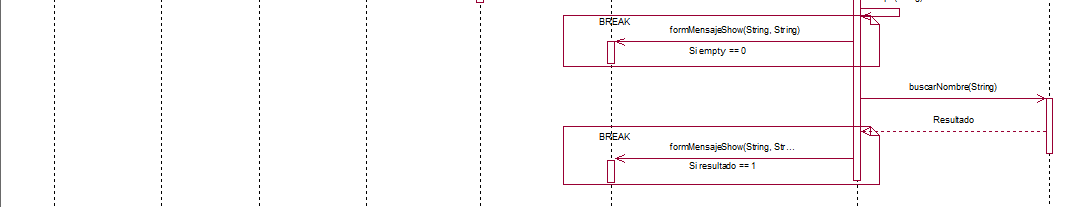 BREAK
formMensajeShow(String, String)
Si empty == 0
buscarNombre(String)
Resultado
BREAK
formMensajeShow(String, Str...
Si resultado == 1